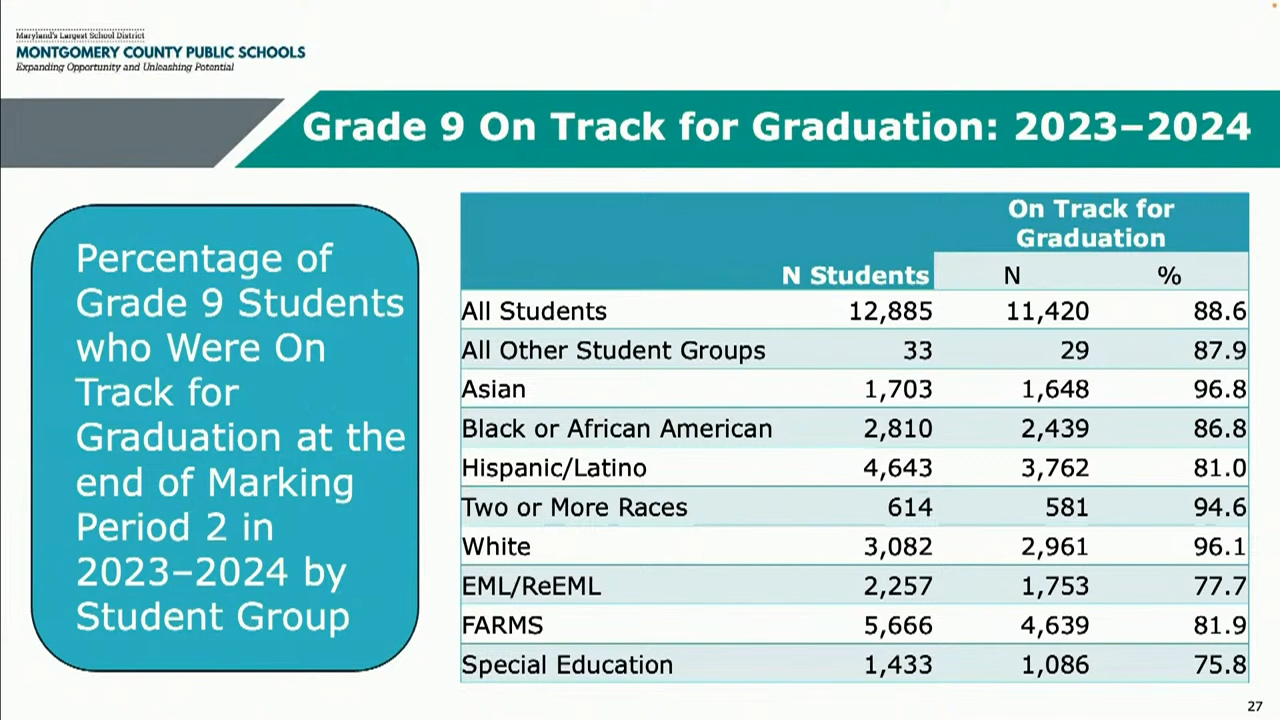 Maryland's Largest School District
MONTGOMERY COUNTY PUBLIC SCHOOLS
Expanding Opportunity and Unleashing Potential
Grade 9 On Track for Graduation: 2023–2024
Percentage of
Grade 9 Students
who Were On
Track for
Graduation at the
end of Marking
Period 2 in
2023–2024 by
Student Group
On Track for
Graduation
N Students N %
All Students 12,885 11,420 88.6
All Other Student Groups 33 29 87.9
Asian 1,703 1,648 96.8
Black or African American 2,810 2,439 86.8
Hispanic/Latino 4,643 3,762 81.0
Two or More Races 614 581 94.6
White 3,082 2,961 96.1
EML/ReEML 2,257 1,753 77.7
FARMS 5,666 4,639 81.9
Special Education 1,433 1,086 75.8
27